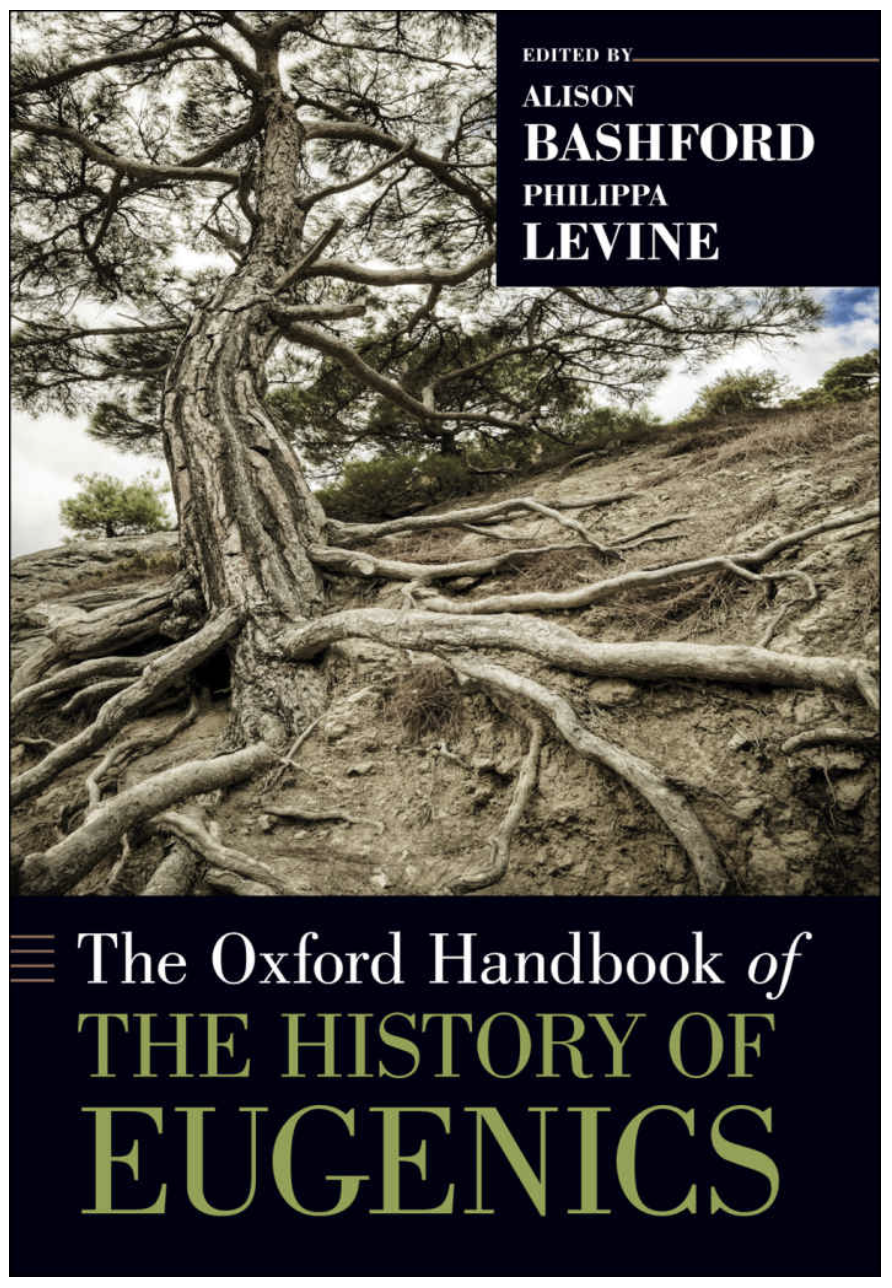 EDITED BY
ALISON
BASHFORD
PHILIPPA
LEVINE
The Oxford Handbook of
THE HISTORY OF
EUGENICS